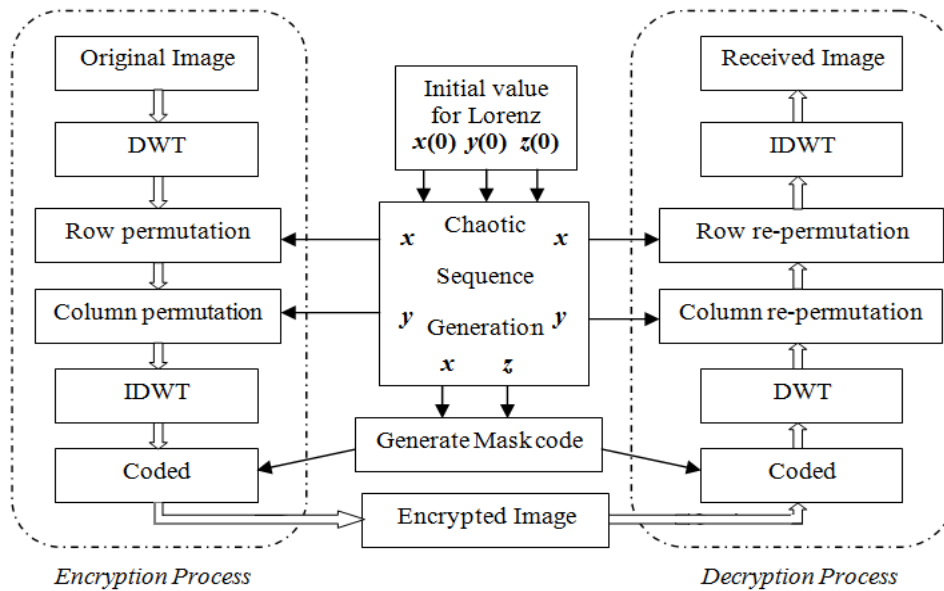 Original Image
DWT
Row permutation
Column permutation
IDWT
Coded
Encryption Process
Initial value
for Lorenz
x(0) y(0) z(0)
x Chaotic x
Sequence
y Generation y
x z
Generate Mask code
Encrypted Image
Received Image
IDWT
Row re-permutation
Column re-permutation
DWT
Coded
Decryption Process